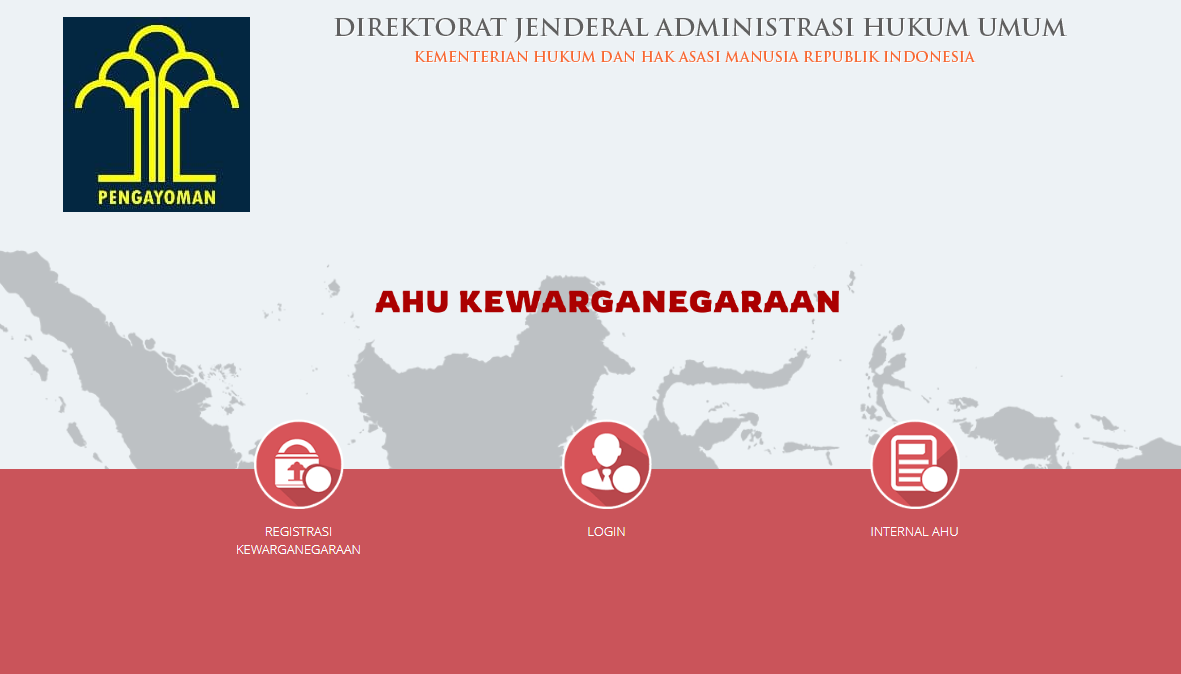 DIREKTORAT JENDERAL ADMINISTRASI HUKUM UMUM
KEMENTERIAN HUKUM DAN HAK ASASI MANUSIA REPUBLIK INDONESIA
PENGAYOMAN
AHU KEWARGANEGARAAN
REGISTRASI
KEWARGANEGARAAN
LOGIN
INTERNAL AHU